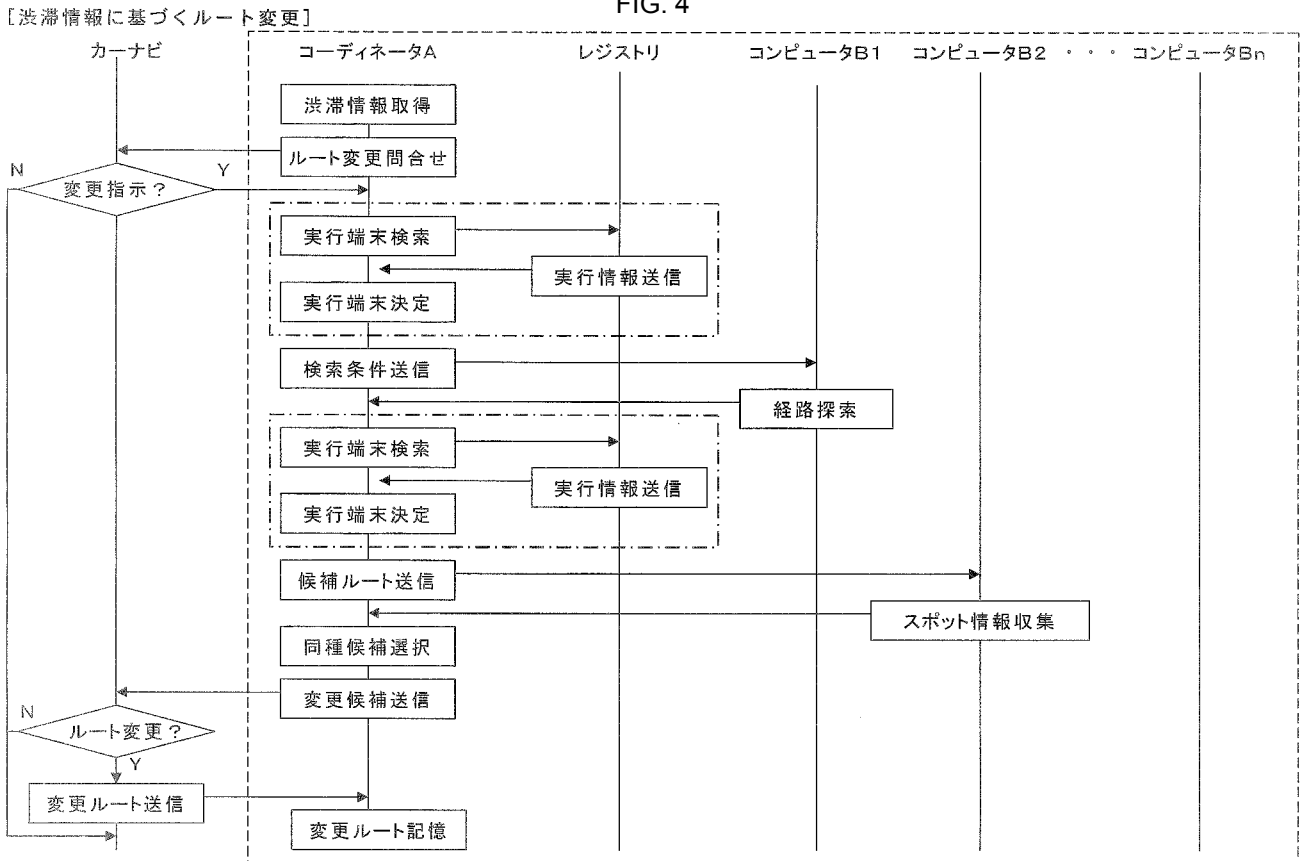 FIG. 4
[渋滞情報に基づくルート変更]
カーナビ コーディネータA レジストリ コンピュータB1 コンピュータB2 ・・・ コンピュータBn
渋滞情報取得
ルート変更問合せ
N 変更指示? Y
実行端末検索
実行情報送信
実行端末決定
検索条件送信
経路探索
実行端末検索
実行情報送信
実行端末決定
候補ルート送信
スポット情報収集
同種候補選択
変更候補送信
N ルート変更?
Y
変更ルート送信
変更ルート記憶